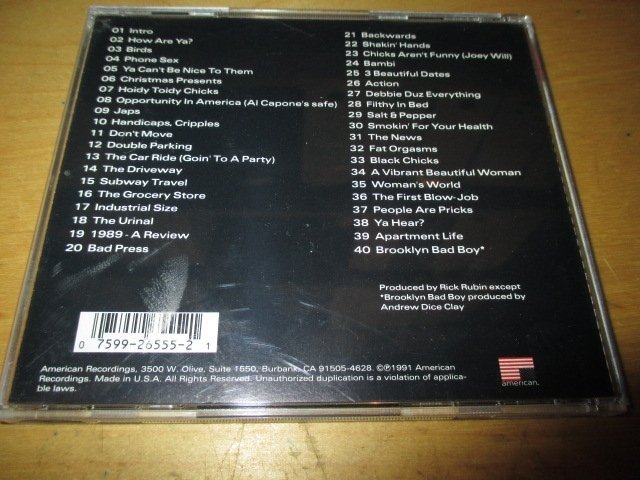 01 Intro
02 How Are Ya?
03 Birds
04 Phone Sex
05 Ya Can't Be Nice To Them
06 Christmas Presents
07 Hoidy Toidy Chicks
08 Opportunity In America (Al Capone's safe)
09 Japs
10 Handicaps, Cripples
11 Don't Move
12 Double Parking
13 The Car Ride (Goin' To A Party)
14 The Driveway
15 Subway Travel
16 The Grocery Store
17 Industrial Size
18 The Urinal
19 1989 - A Review
20 Bad Press
21 Backwards
22 Shakin' Hands
23 Chicks Aren't Funny (Joey Will)
24 Bambi
25 3 Beautiful Dates
26 Action
27 Debbie Duz Everything
28 Filthy In Bed
29 Salt & Pepper
30 Smokin' For Your Health
31 The News
32 Fat Orgasms
33 Black Chicks
34 A Vibrant Beautiful Woman
35 Woman's World
36 The First Blow-Job
37 People Are Pricks
38 Ya Hear?
39 Apartment Life
40 Brooklyn Bad Boy*
Produced by Rick Rubin except
*Brooklyn Bad Boy produced by
Andrew Dice Clay
0 7599-26555-2 1
American Recordings, 3500 W. Olive, Suite 1550, Burbank, CA 91505-4628. ©℗1991 American
Recordings. Made in U.S.A. All Rights Reserved. Unauthorized duplication is a violation of applica-
ble laws.
american.